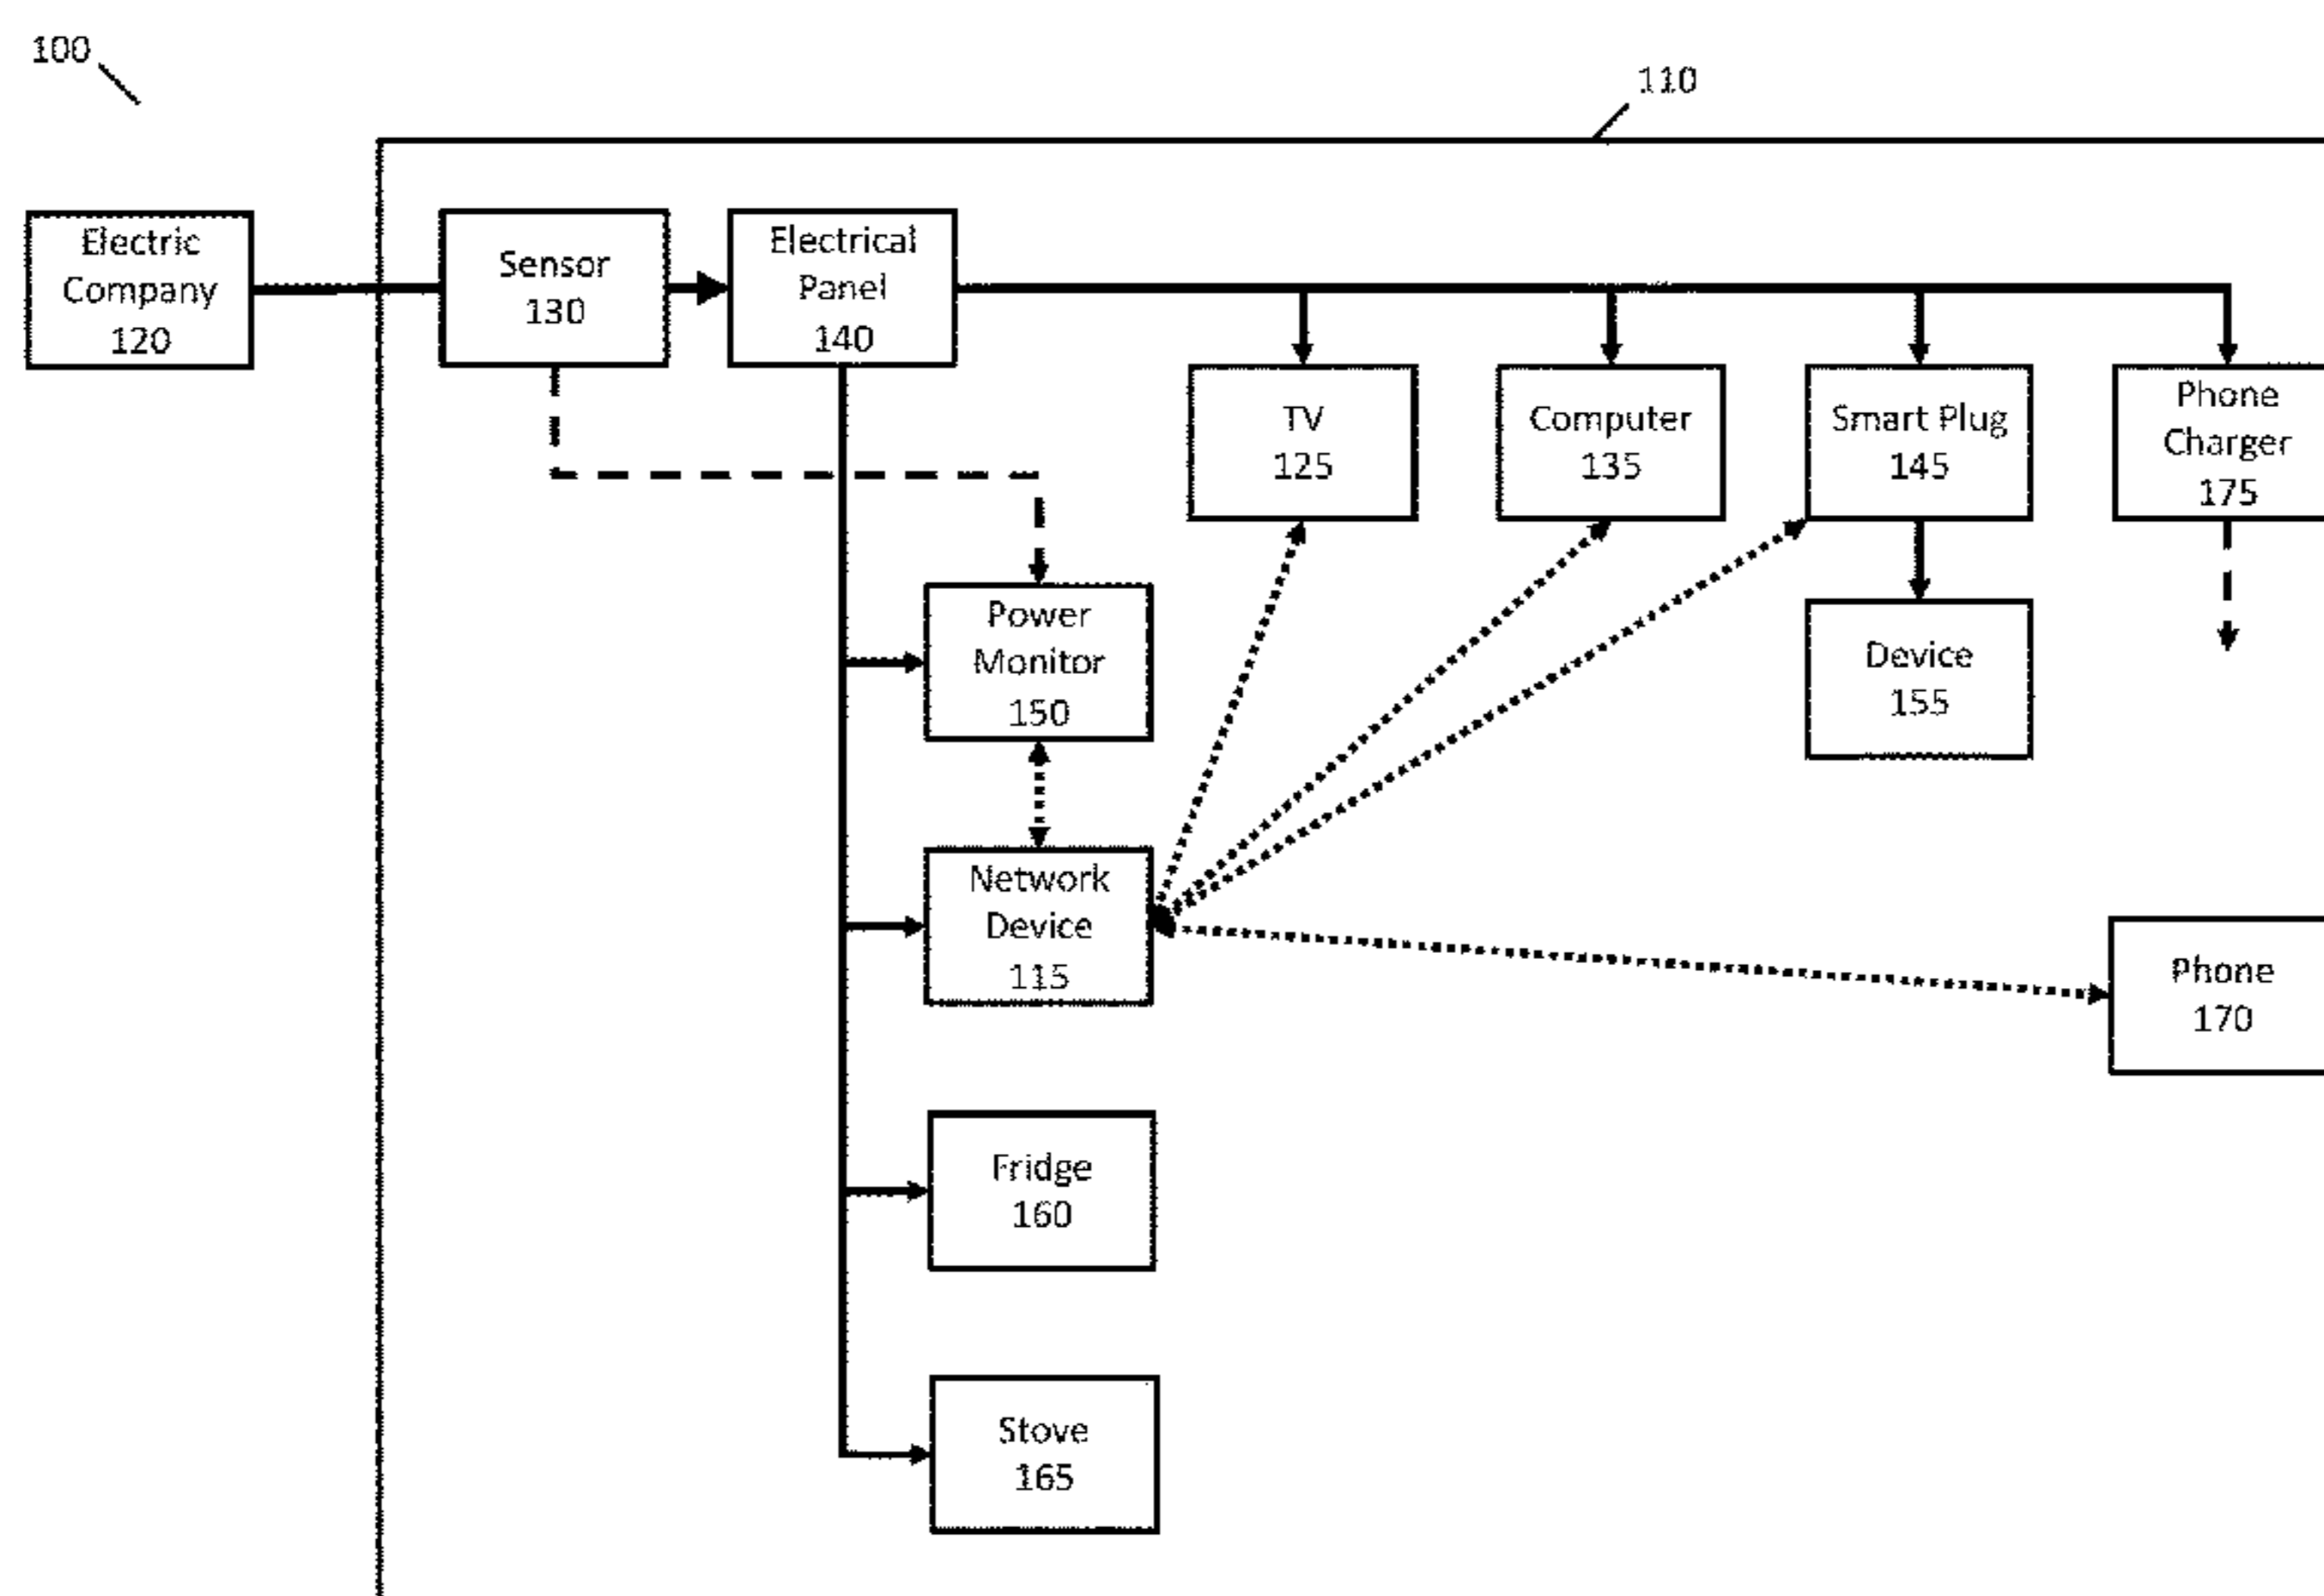 100
110
Electric
Company
120
Sensor
130
Electrical
Panel
140
TV
125
Computer
135
Smart Plug
145
Phone
Charger
175
Power
Monitor
150
Device
155
Network
Device
115
Phone
170
Fridge
160
Stove
165